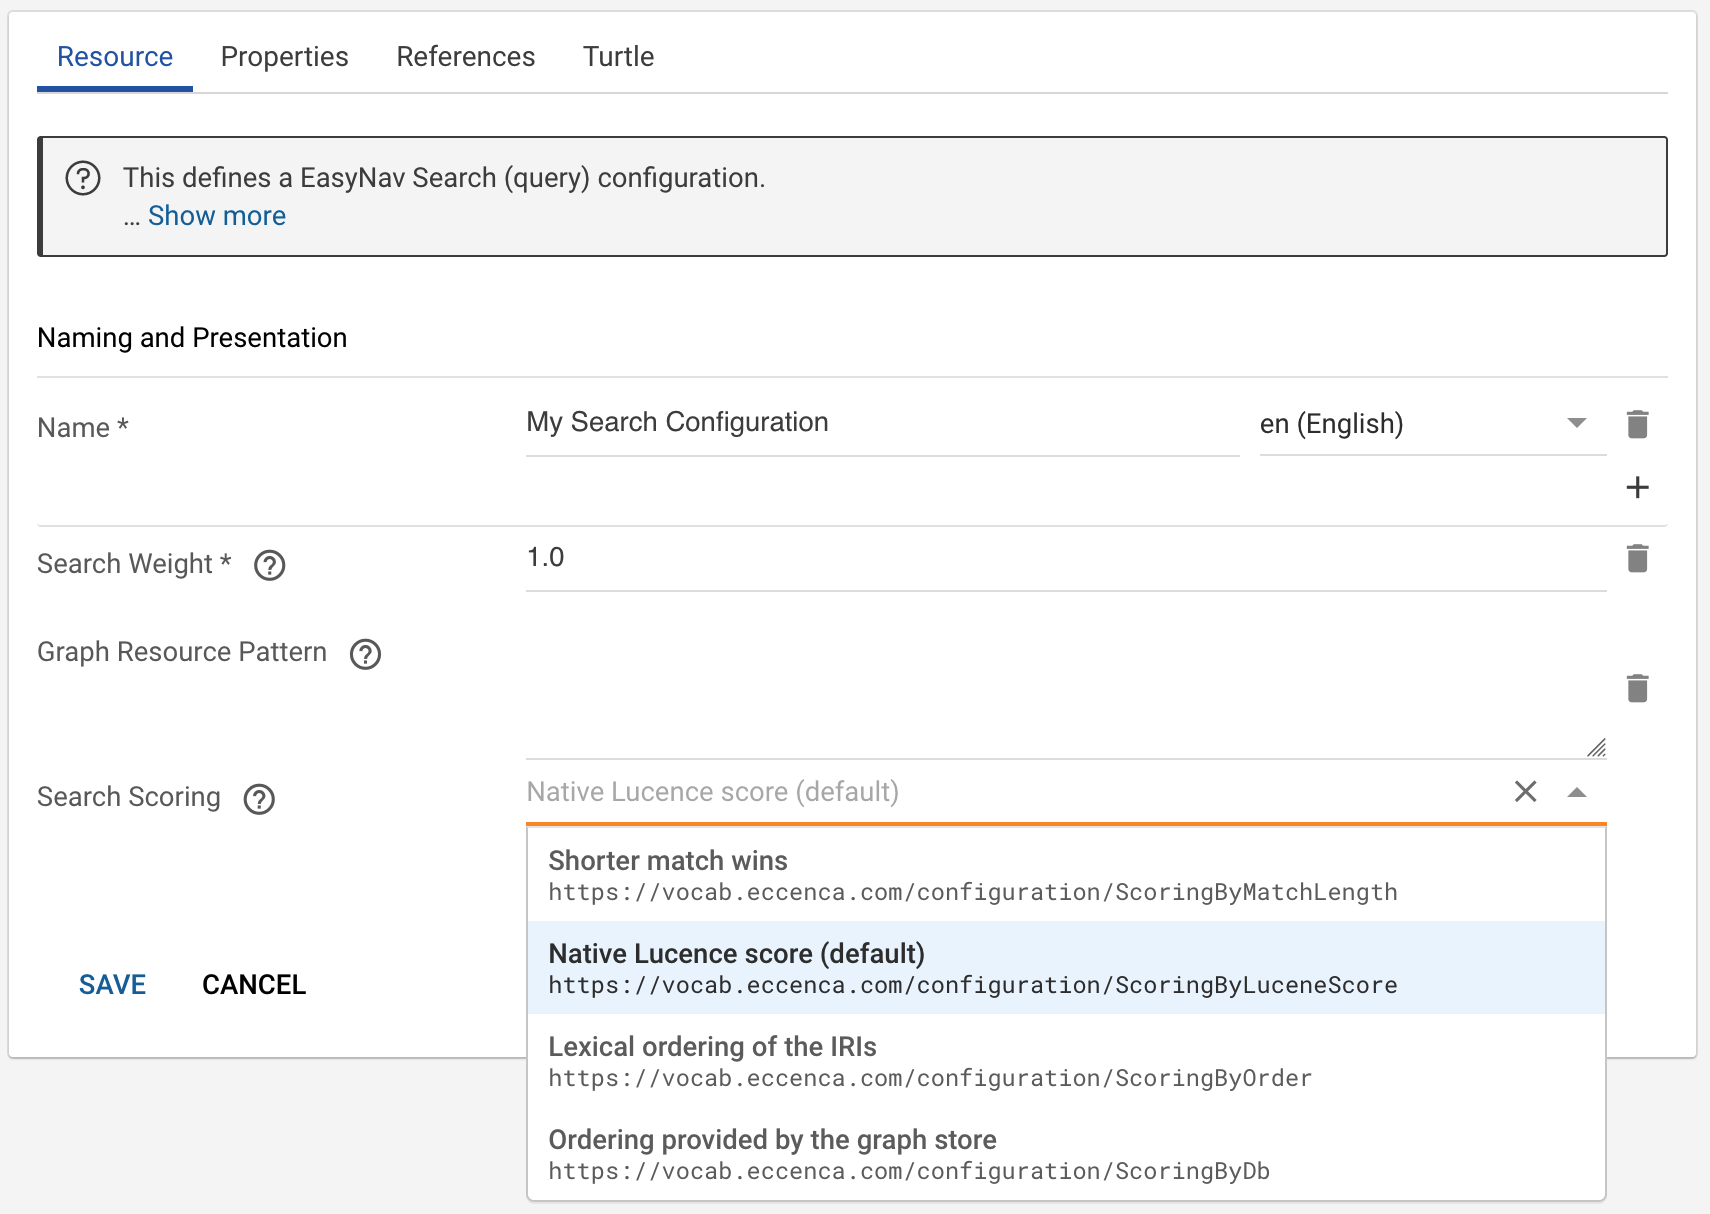 Resource Properties References Turtle
This defines a EasyNav Search (query) configuration.
... Show more
Naming and Presentation
Name * My Search Configuration en (English)
Search Weight * 1.0
Graph Resource Pattern
Search Scoring Native Lucence score (default)
Shorter match wins
https://vocab.eccenca.com/configuration/ScoringByMatchLength
Native Lucence score (default)
https://vocab.eccenca.com/configuration/ScoringByLuceneScore
SAVE CANCEL
Lexical ordering of the IRIs
https://vocab.eccenca.com/configuration/ScoringByOrder
Ordering provided by the graph store
https://vocab.eccenca.com/configuration/ScoringByDb